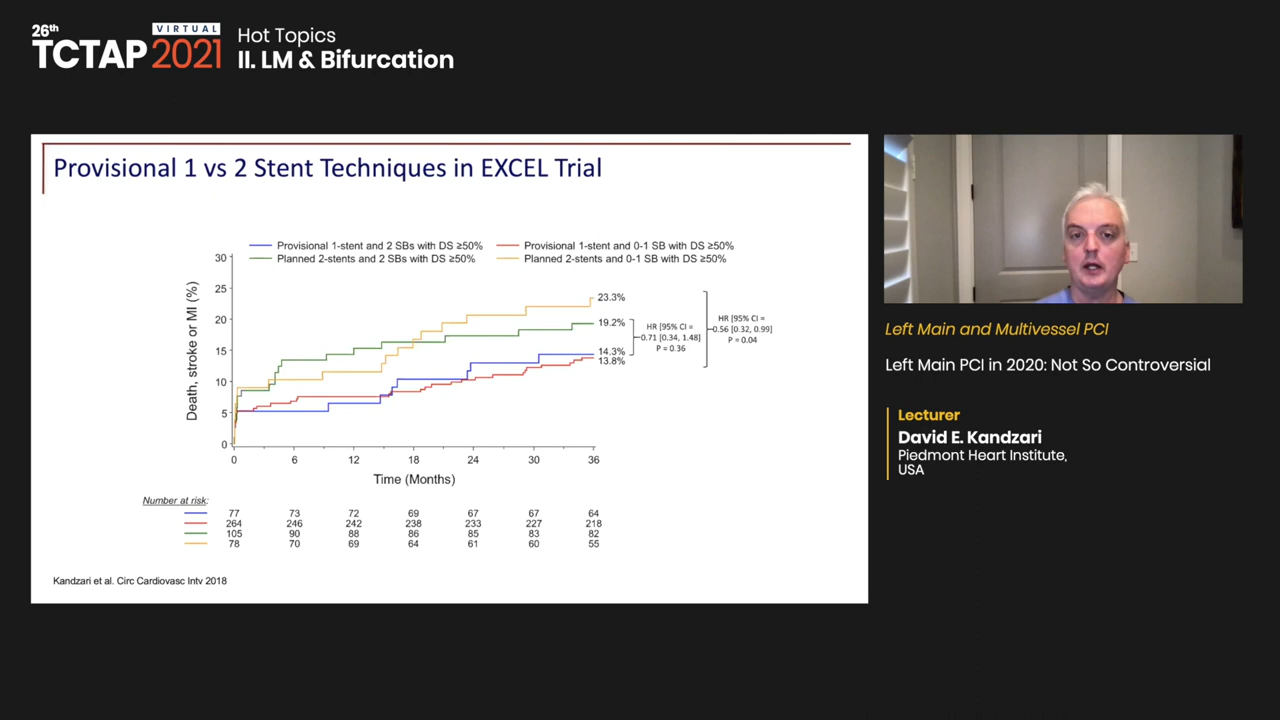 26th
VIRTUAL
TCTAP 2021
Hot Topics
II. LM & Bifurcation
Provisional 1 vs 2 Stent Techniques in EXCEL Trial
Provisional 1-stent and 2 SBs with DS ≥50%
Provisional 1-stent and 0-1 SB with DS ≥50%
Planned 2-stents and 2 SBs with DS ≥50%
Planned 2-stents and 0-1 SB with DS ≥50%
Death, stroke or MI (%)
30
25
20
15
10
5
0
23.3%
19.2%
14.3%
13.8%
HR [95% CI =
0.71 [0.34, 1.48]
P = 0.36
HR [95% CI =
0.56 [0.32, 0.99]
P = 0.04
0 6 12 18 24 30 36
Time (Months)
Number at risk:
77 73 72 69 67 67 64
264 246 242 238 233 227 218
105 90 88 86 85 83 82
78 70 69 64 61 60 55
Kandzari et al. Circ Cardiovasc Intv 2018
Left Main and Multivessel PCI
Left Main PCI in 2020: Not So Controversial
Lecturer
David E. Kandzari
Piedmont Heart Institute,
USA